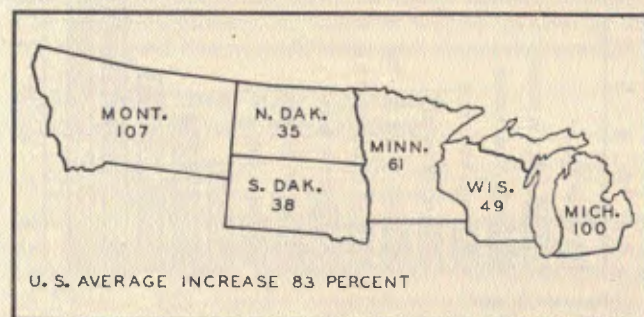 MONT.
107
N. DAK.
35
S. DAK.
38
MINN.
61
WIS.
49
MICH.
100
U. S. AVERAGE INCREASE 83 PERCENT